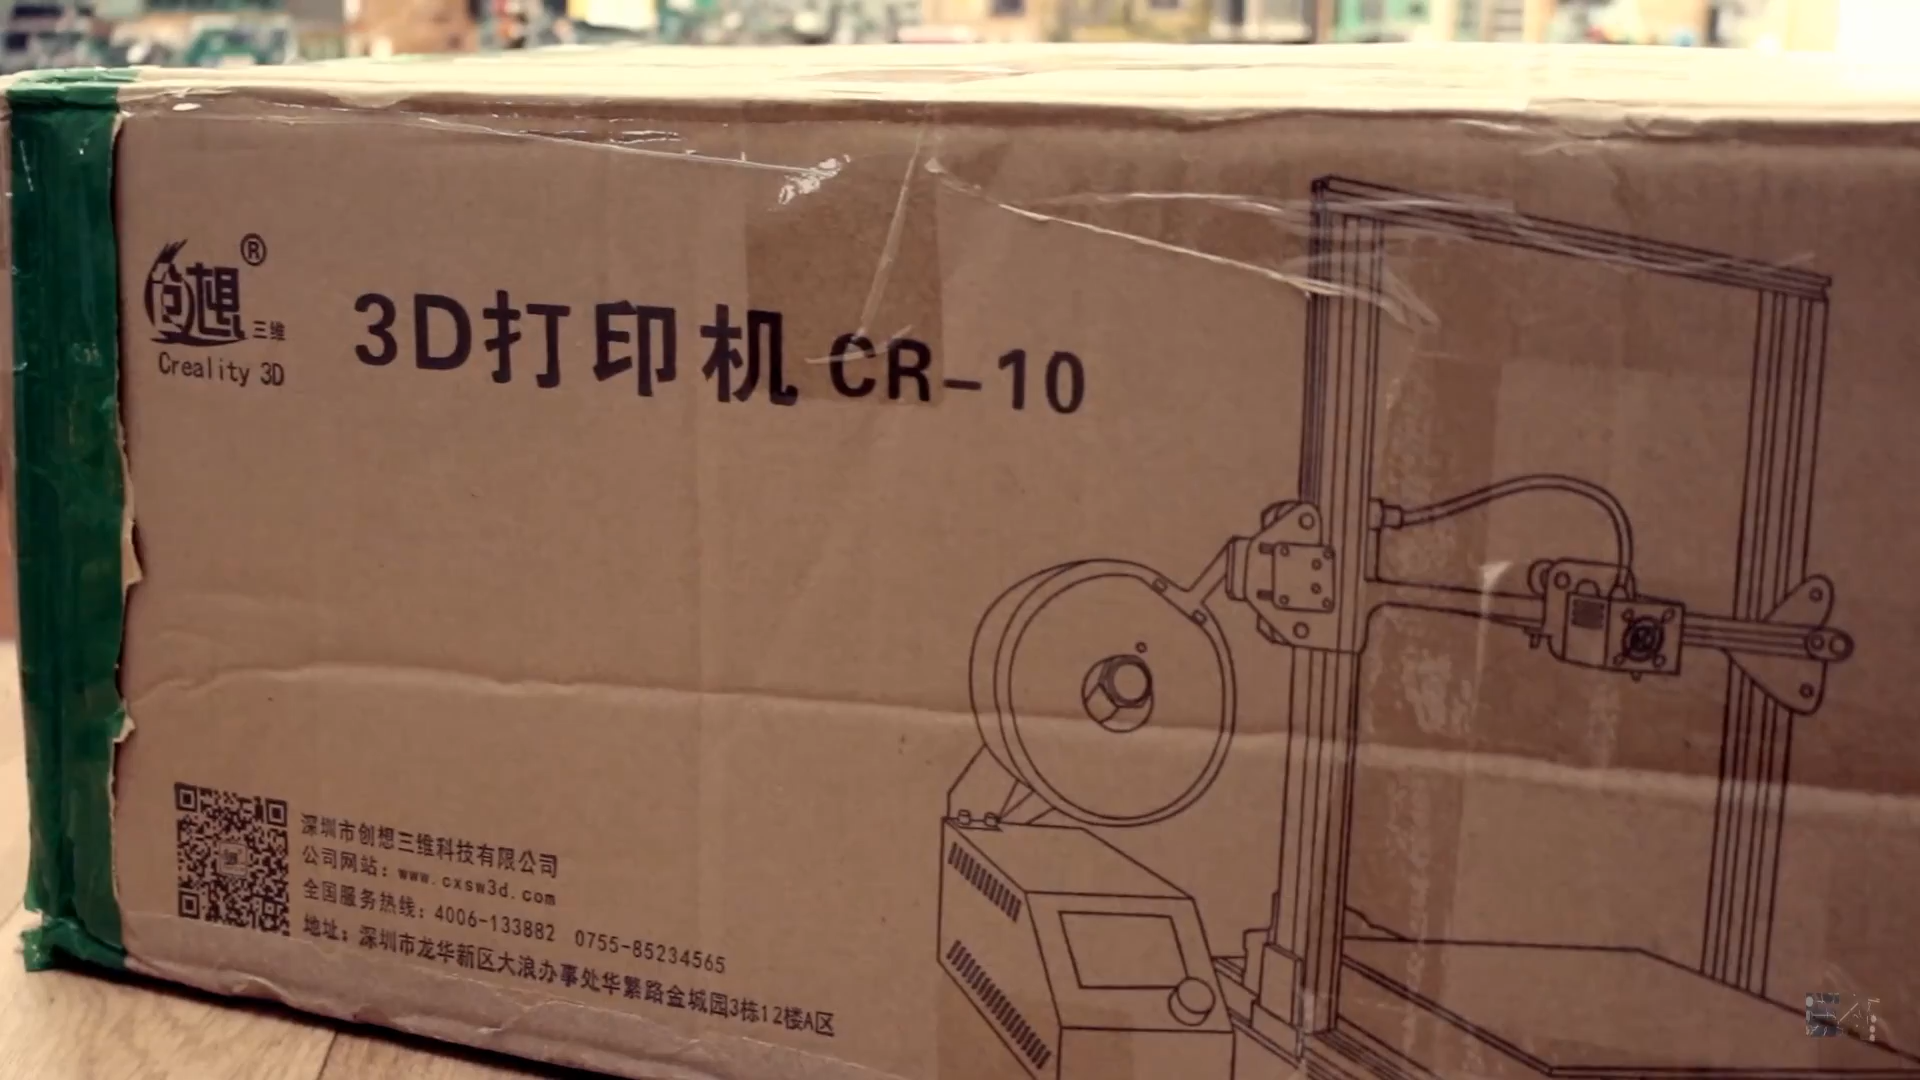 创想®
三维
Creality 3D
3D打印机 CR-10
深圳市创想三维科技有限公司
公司网站：www.cxsw3d.com
全国服务热线：4006-133882 0755-85234565
地址：深圳市龙华新区大浪办事处华繁路金城园3栋12楼A区